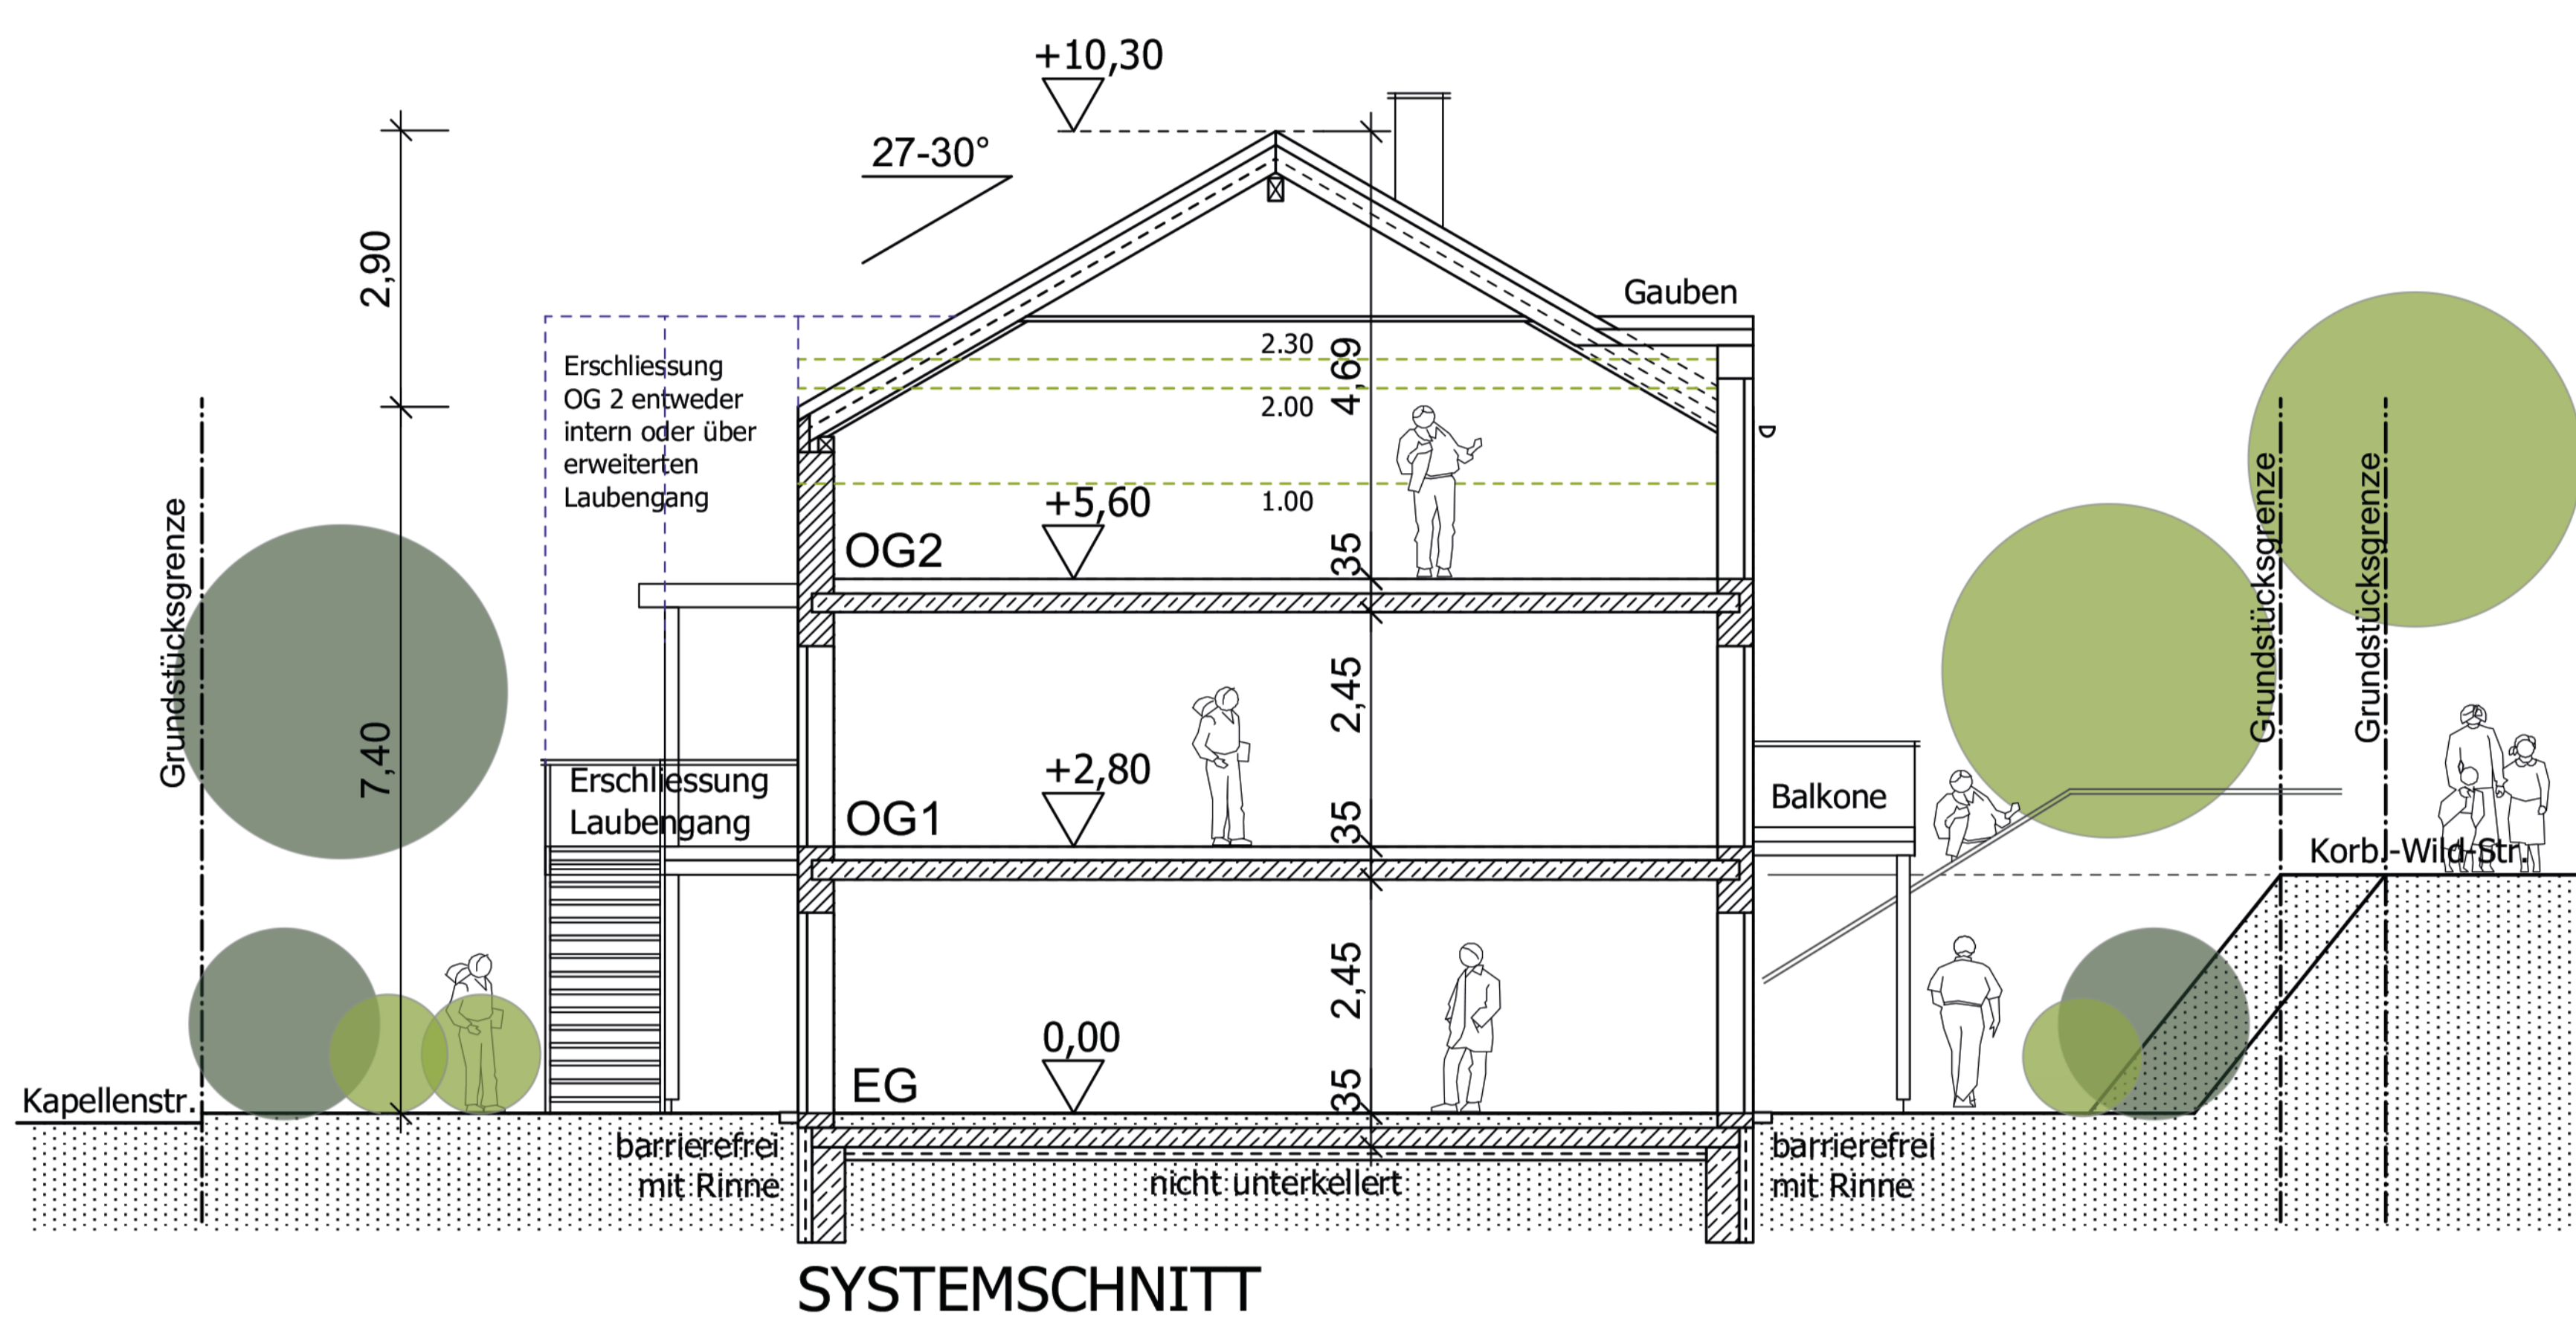 +10,30
27-30°
2,90
Gauben
2.30
4,69
Erschliessung
OG 2 entweder
intern oder über
erweiterten
Laubengang
2.00
1.00
+5,60
OG2
35
Grundstücksgrenze
7,40
2,45
Grundstücksgrenze
Grundstücksgrenze
+2,80
Erschliessung
Laubengang
OG1
35
Balkone
Korb.-Wild-Str.
2,45
0,00
EG
35
Kapellenstr.
barrierefrei
mit Rinne
nicht unterkellert
barrierefrei
mit Rinne
SYSTEMSCHNITT